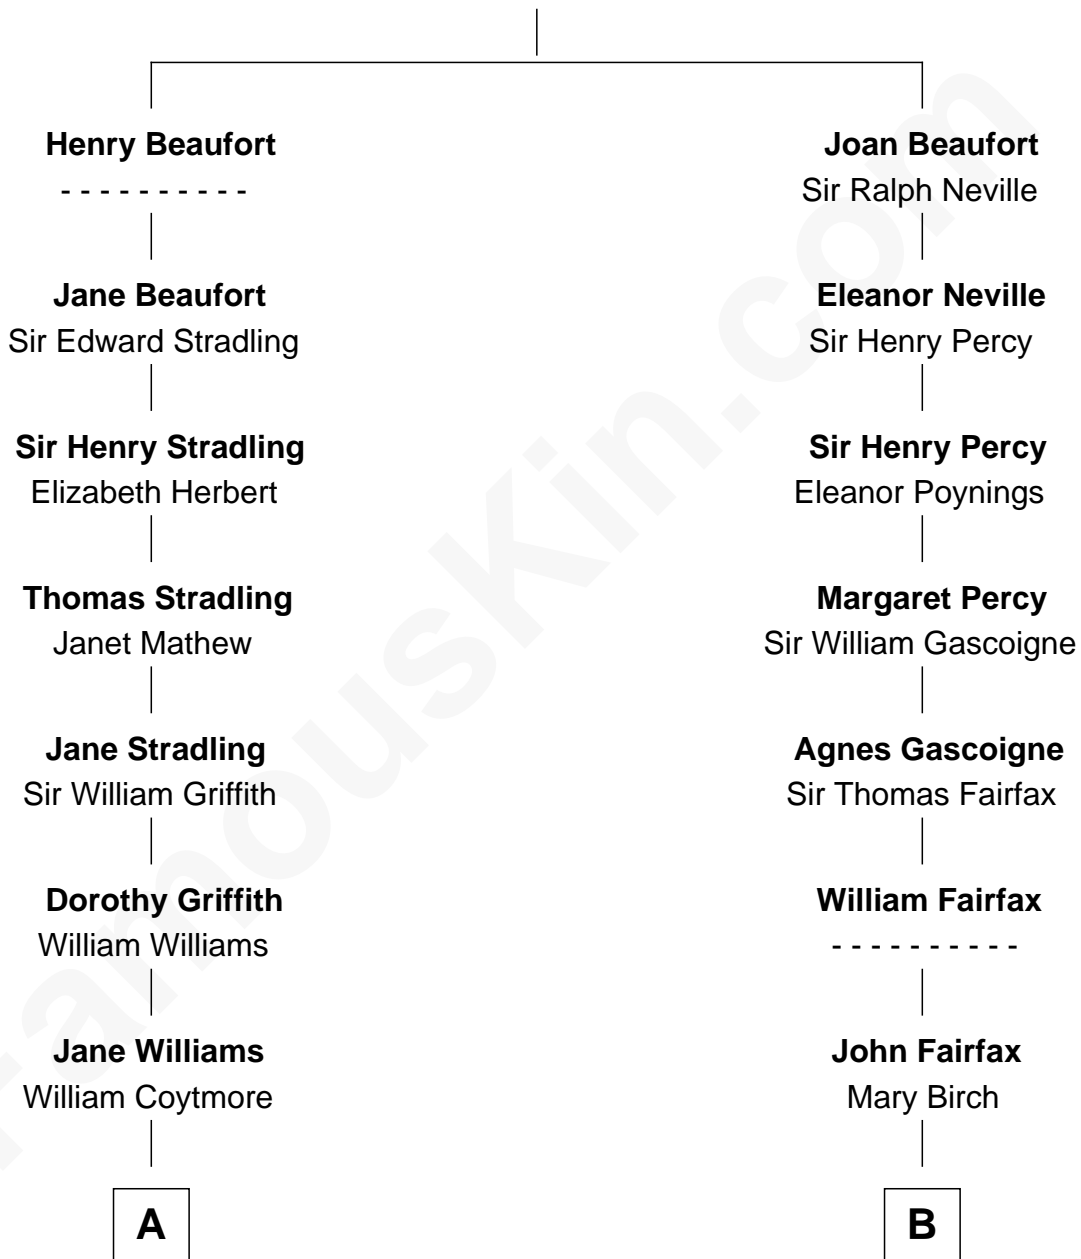 Henry Beaufort
- - - - - - - - - -
Jane Beaufort
Sir Edward Stradling
Sir Henry Stradling
Elizabeth Herbert
Thomas Stradling
Janet Mathew
Jane Stradling
Sir William Griffith
Dorothy Griffith
William Williams
Jane Williams
William Coytmore
A
Joan Beaufort
Sir Ralph Neville
Eleanor Neville
Sir Henry Percy
Sir Henry Percy
Eleanor Poynings
Margaret Percy
Sir William Gascoigne
Agnes Gascoigne
Sir Thomas Fairfax
William Fairfax
- - - - - - - - - -
John Fairfax
Mary Birch
B
FamousKin.com